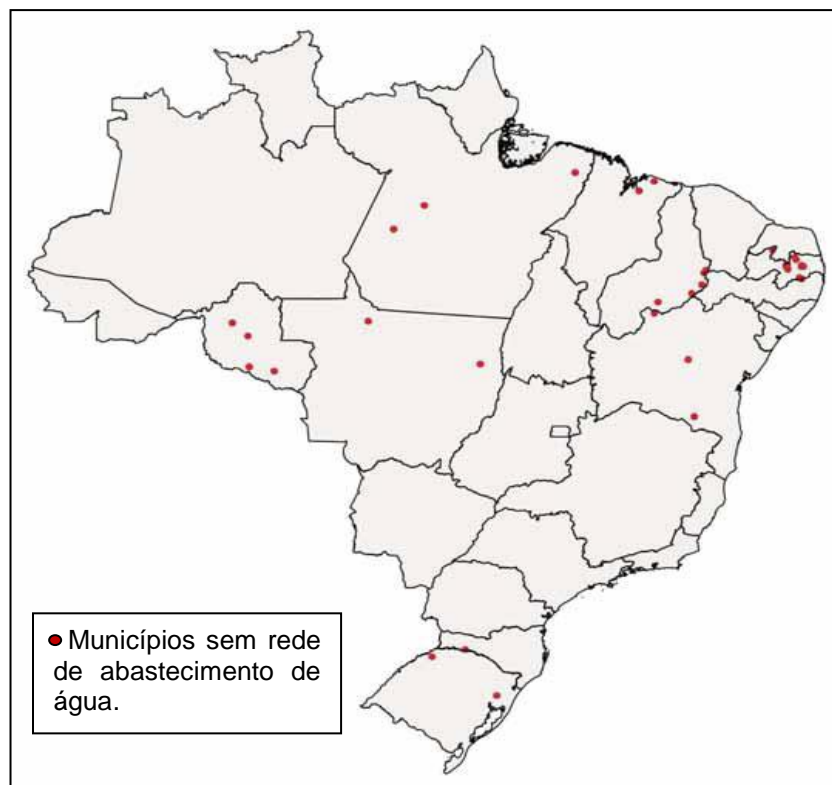 Municípios sem rede
de abastecimento de
água.